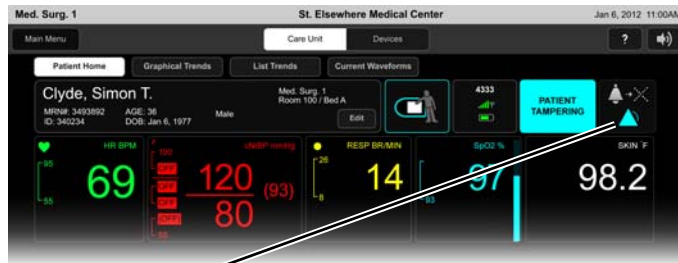 Med. Surg. 1 St. Elsewhere Medical Center Jan 6, 2012 11:00AM
Main Menu Care Unit Devices ?
Patient Home Graphical Trends List Trends Current Waveforms
Clyde, Simon T.
MRN#: 3493892 AGE: 36 Male
ID: 340234 DOB: Jan 6, 1977
Med. Surg. 1
Room 100 / Bed A
Edit
4333
PATIENT
TAMPERING
HR BPM
95
69
55
cNIBP mmHg
100
OFF
OFF
OFF
(OFF)
55
120
80
(93)
RESP BR/MIN
26
14
8
SpO2 %
97
93
SKIN °F
98.2